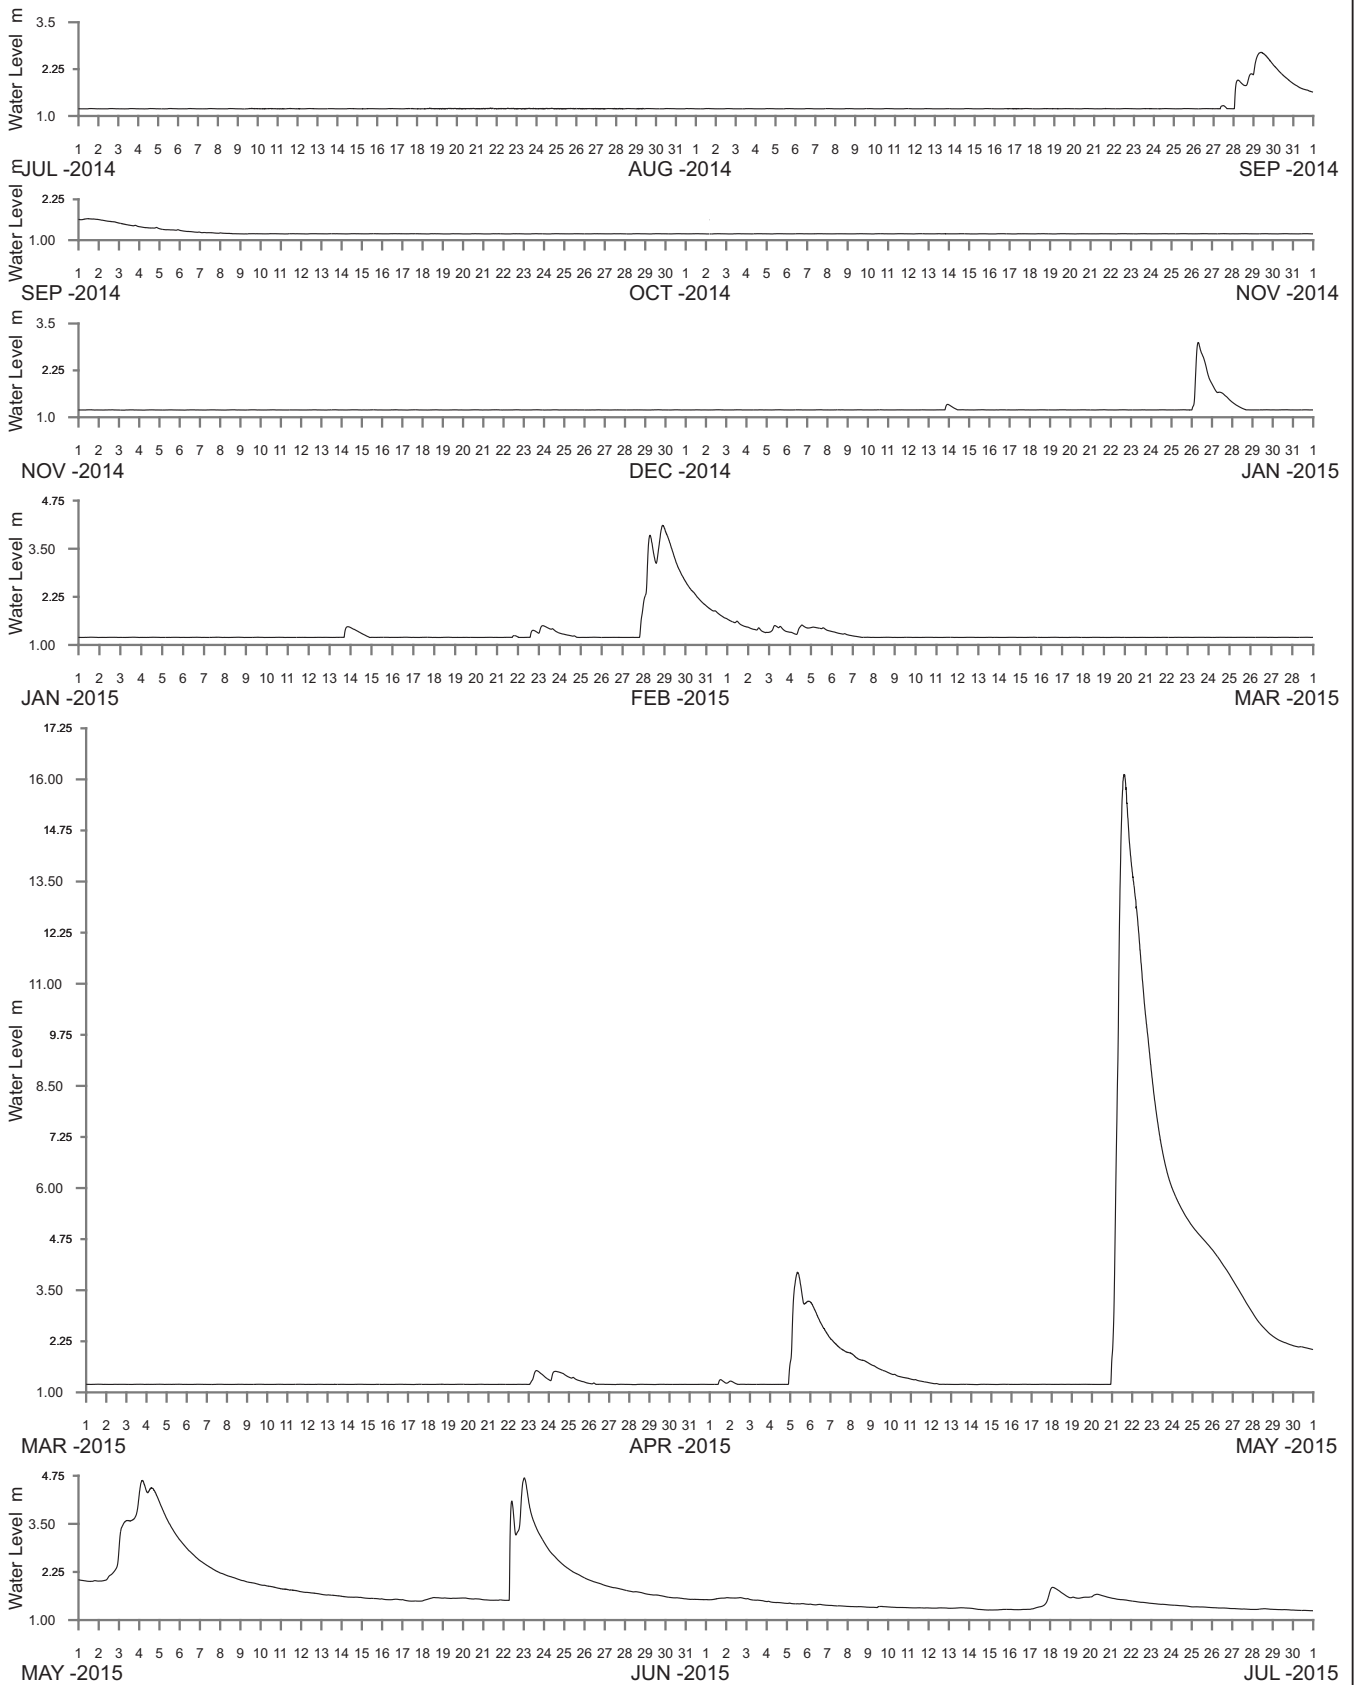 3.5
2.25
1.0
Water Level m
1 2 3 4 5 6 7 8 9 10 11 12 13 14 15 16 17 18 19 20 21 22 23 24 25 26 27 28 29 30 31 1 2 3 4 5 6 7 8 9 10 11 12 13 14 15 16 17 18 19 20 21 22 23 24 25 26 27 28 29 30 31 1
JUL -2014 AUG -2014 SEP -2014
2.25
1.00
Water Level m
1 2 3 4 5 6 7 8 9 10 11 12 13 14 15 16 17 18 19 20 21 22 23 24 25 26 27 28 29 30 1 2 3 4 5 6 7 8 9 10 11 12 13 14 15 16 17 18 19 20 21 22 23 24 25 26 27 28 29 30 31 1
SEP -2014 OCT -2014 NOV -2014
3.5
2.25
1.0
Water Level m
1 2 3 4 5 6 7 8 9 10 11 12 13 14 15 16 17 18 19 20 21 22 23 24 25 26 27 28 29 30 1 2 3 4 5 6 7 8 9 10 11 12 13 14 15 16 17 18 19 20 21 22 23 24 25 26 27 28 29 30 31 1
NOV -2014 DEC -2014 JAN -2015
4.75
3.50
2.25
1.00
Water Level m
1 2 3 4 5 6 7 8 9 10 11 12 13 14 15 16 17 18 19 20 21 22 23 24 25 26 27 28 29 30 31 1 2 3 4 5 6 7 8 9 10 11 12 13 14 15 16 17 18 19 20 21 22 23 24 25 26 27 28 1
JAN -2015 FEB -2015 MAR -2015
17.25
16.00
14.75
13.50
12.25
11.00
9.75
8.50
7.25
6.00
4.75
3.50
2.25
1.00
Water Level m
1 2 3 4 5 6 7 8 9 10 11 12 13 14 15 16 17 18 19 20 21 22 23 24 25 26 27 28 29 30 31 1 2 3 4 5 6 7 8 9 10 11 12 13 14 15 16 17 18 19 20 21 22 23 24 25 26 27 28 29 30 1
MAR -2015 APR -2015 MAY -2015
4.75
3.50
2.25
1.00
Water Level m
1 2 3 4 5 6 7 8 9 10 11 12 13 14 15 16 17 18 19 20 21 22 23 24 25 26 27 28 29 30 31 1 2 3 4 5 6 7 8 9 10 11 12 13 14 15 16 17 18 19 20 21 22 23 24 25 26 27 28 29 30 1
MAY -2015 JUN -2015 JUL -2015